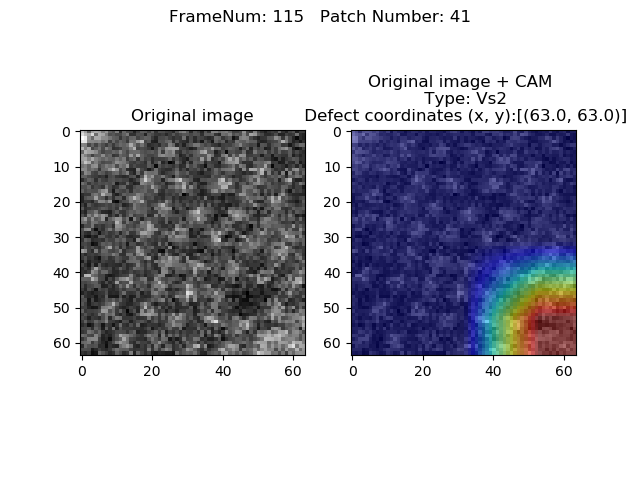 FrameNum: 115   Patch Number: 41
Original image
Original image + CAM
Type: Vs2
Defect coordinates (x, y):[(63.0, 63.0)]
0
10
20
30
40
50
60
0 20 40 60
0
10
20
30
40
50
60
0 20 40 60